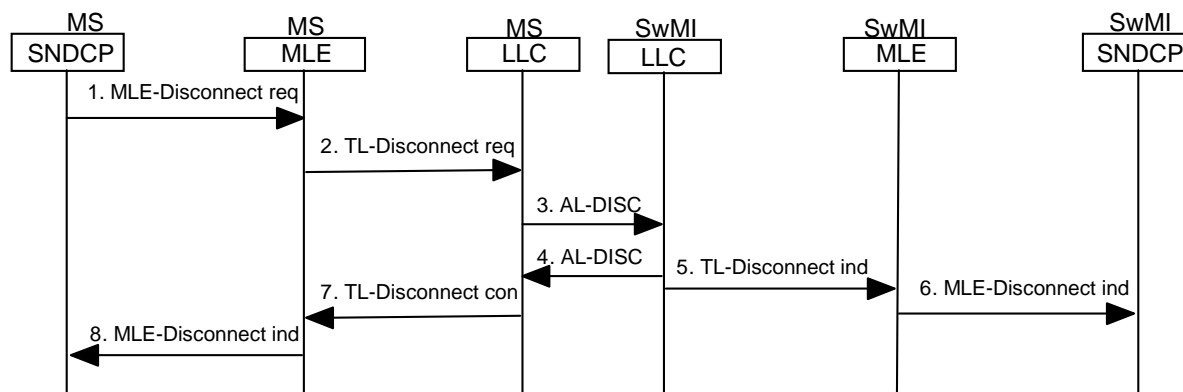 MS
MS
MS
SwMI
SwMI
SwMI
SNDCP
MLE
LLC
LLC
MLE
SNDCP
1. MLE-Disconnect req
2. TL-Disconnect req
3. AL-DISC
4. AL-DISC
5. TL-Disconnect ind
6. MLE-Disconnect ind
7. TL-Disconnect con
8. MLE-Disconnect ind